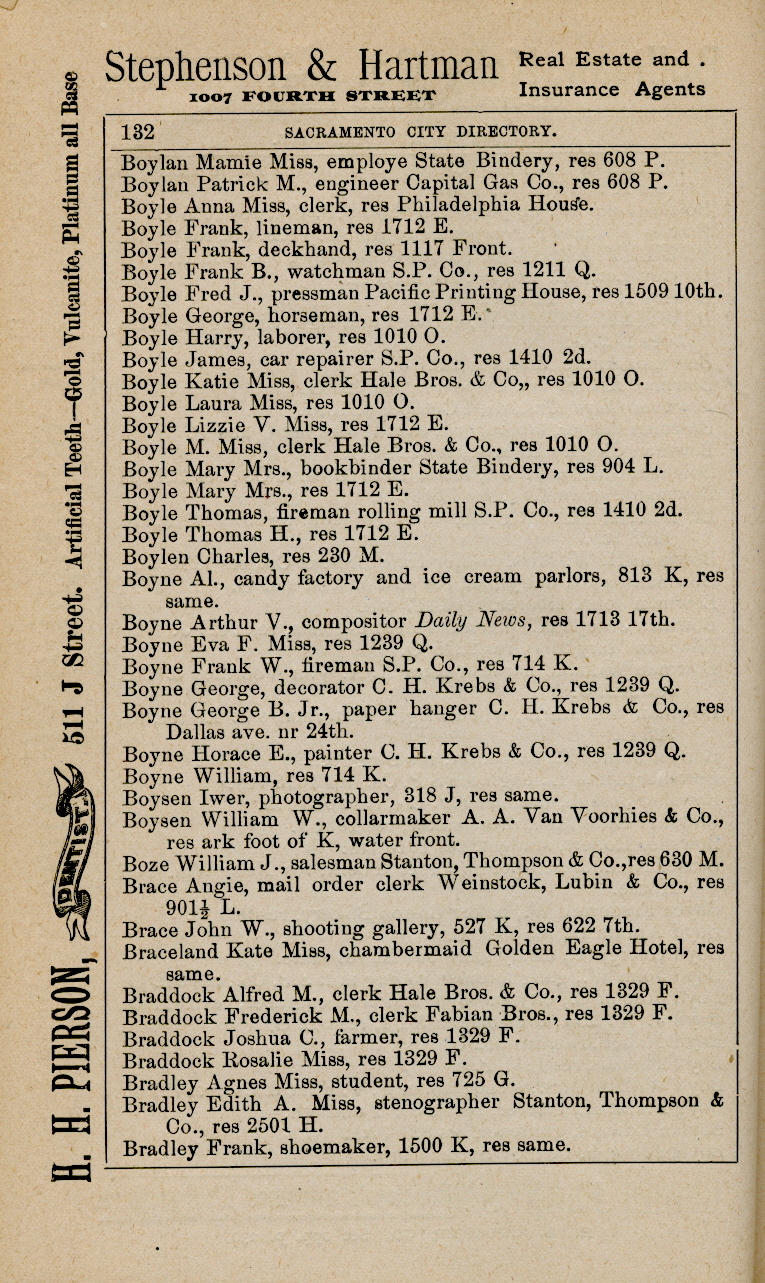 Stephenson & Hartman Real Estate and .
1007 FOURTH STREET Insurance Agents
132 SACRAMENTO CITY DIRECTORY.
Boylan Mamie Miss, employe State Bindery, res 608 P.
Boylan Patrick M., engineer Capital Gas Co., res 608 P.
Boyle Anna Miss, clerk, res Philadelphia House.
Boyle Frank, lineman, res 1712 E.
Boyle Frank, deckhand, res 1117 Front.
Boyle Frank B., watchman S.P. Co., res 1211 Q.
Boyle Fred J., pressman Pacific Printing House, res 1509 10th.
Boyle George, horseman, res 1712 E.
Boyle Harry, laborer, res 1010 O.
Boyle James, car repairer S.P. Co., res 1410 2d.
Boyle Katie Miss, clerk Hale Bros. & Co,, res 1010 O.
Boyle Laura Miss, res 1010 O.
Boyle Lizzie V. Miss, res 1712 E.
Boyle M. Miss, clerk Hale Bros. & Co., res 1010 O.
Boyle Mary Mrs., bookbinder State Bindery, res 904 L.
Boyle Mary Mrs., res 1712 E.
Boyle Thomas, fireman rolling mill S.P. Co., res 1410 2d.
Boyle Thomas H., res 1712 E.
Boylen Charles, res 230 M.
Boyne Al., candy factory and ice cream parlors, 813 K, res
same.
Boyne Arthur V., compositor Daily News, res 1713 17th.
Boyne Eva F. Miss, res 1239 Q.
Boyne Frank W., fireman S.P. Co., res 714 K.
Boyne George, decorator C. H. Krebs & Co., res 1239 Q.
Boyne George B. Jr., paper hanger C. H. Krebs & Co., res
Dallas ave. nr 24th.
Boyne Horace E., painter C. H. Krebs & Co., res 1239 Q.
Boyne William, res 714 K.
Boysen Iwer, photographer, 318 J, res same.
Boysen William W., collarmaker A. A. Van Voorhies & Co.,
res ark foot of K, water front.
Boze William J., salesman Stanton, Thompson & Co.,res 630 M.
Brace Angie, mail order clerk Weinstock, Lubin & Co., res
901½ L.
Brace John W., shooting gallery, 527 K, res 622 7th.
Braceland Kate Miss, chambermaid Golden Eagle Hotel, res
same.
Braddock Alfred M., clerk Hale Bros. & Co., res 1329 F.
Braddock Frederick M., clerk Fabian Bros., res 1329 F.
Braddock Joshua C., farmer, res 1329 F.
Braddock Rosalie Miss, res 1329 F.
Bradley Agnes Miss, student, res 725 G.
Bradley Edith A. Miss, stenographer Stanton, Thompson &
Co., res 2501 H.
Bradley Frank, shoemaker, 1500 K, res same.
H. H. PIERSON, DENTIST, 511 J Street. Artificial Teeth—Gold, Vulcanite, Platinum all Base